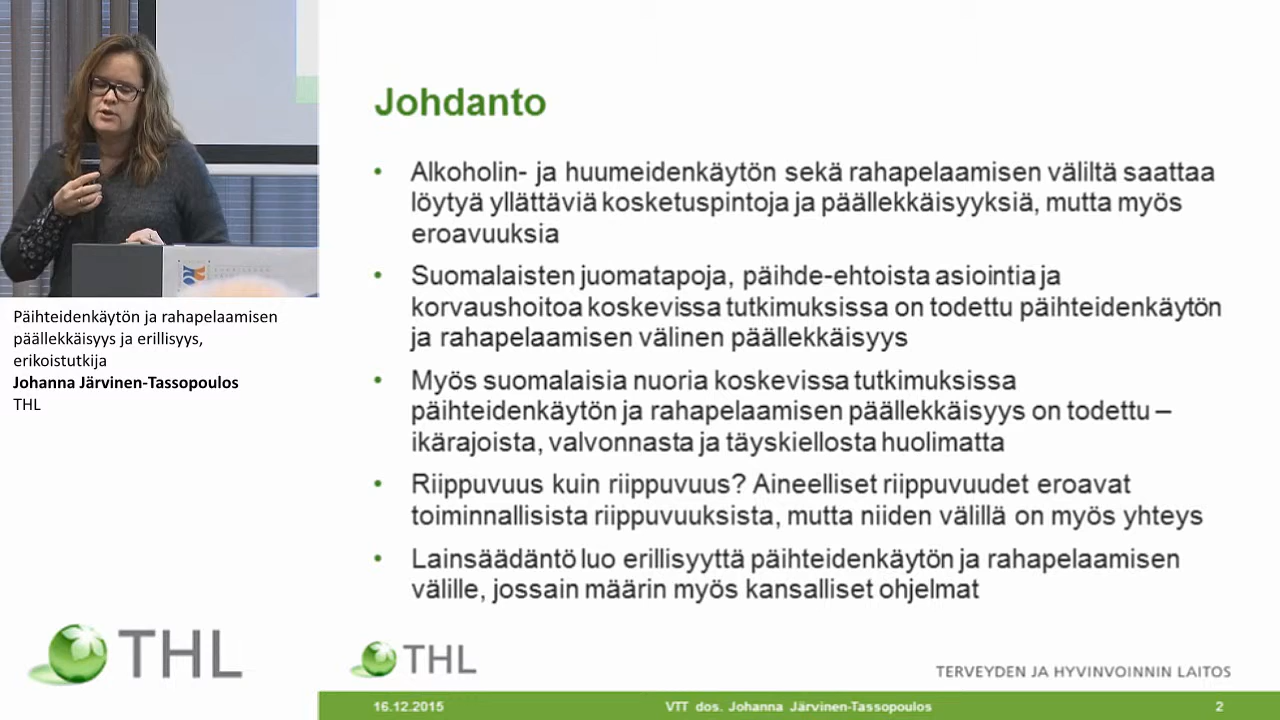 Johdanto
• Alkoholin- ja huumeidenkäytön sekä rahapelaamisen väliltä saattaa
löytyä yllättäviä kosketuspintoja ja päällekkäisyyksiä, mutta myös
eroavuuksia
• Suomalaisten juomatapoja, päihde-ehtoista asiointia ja
korvaushoitoa koskevissa tutkimuksissa on todettu päihteidenkäytön
ja rahapelaamisen välinen päällekkäisyys
• Myös suomalaisia nuoria koskevissa tutkimuksissa
päihteidenkäytön ja rahapelaamisen päällekkäisyys on todettu –
ikärajoista, valvonnasta ja täyskiellosta huolimatta
• Riippuvuus kuin riippuvuus? Aineelliset riippuvuudet eroavat
toiminnallisista riippuvuuksista, mutta niiden välillä on myös yhteys
• Lainsäädäntö luo erillisyyttä päihteidenkäytön ja rahapelaamisen
välille, jossain määrin myös kansalliset ohjelmat
Päihteidenkäytön ja rahapelaamisen
päällekkäisyys ja erillisyys,
erikoistutkija
Johanna Järvinen-Tassopoulos
THL
THL
THL
TERVEYDEN JA HYVINVOINNIN LAITOS
16.12.2015
VTT dos. Johanna Järvinen-Tassopoulos
2